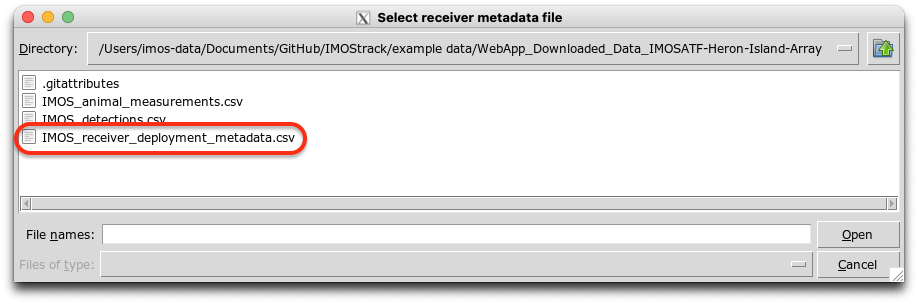 Select receiver metadata file
Directory: /Users/imos-data/Documents/GitHub/IMOStrack/example data/WebApp_Downloaded_Data_IMOSATF-Heron-Island-Array
.gitattributes
IMOS_animal_measurements.csv
IMOS_detections.csv
IMOS_receiver_deployment_metadata.csv
File names: Open
Files of type: Cancel